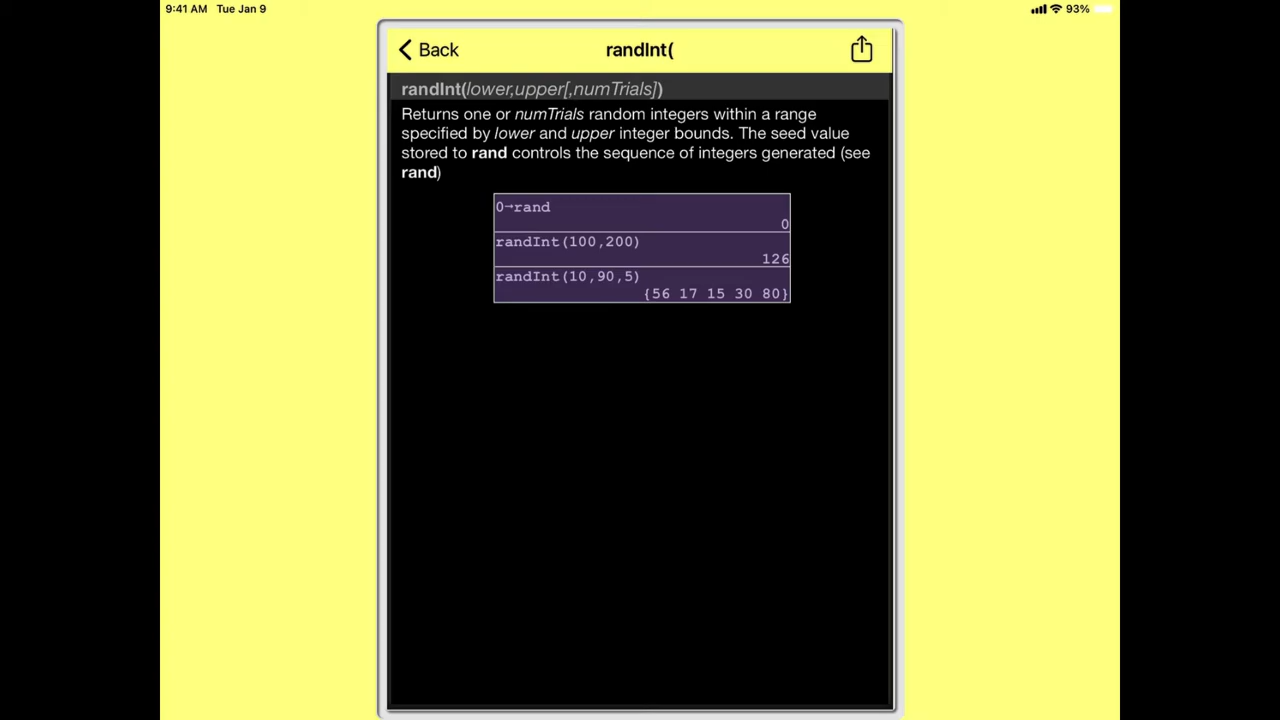 9:41 AM Tue Jan 9
93%
Back
randInt(
randInt(lower,upper[,numTrials])
Returns one or numTrials random integers within a range
specified by lower and upper integer bounds. The seed value
stored to rand controls the sequence of integers generated (see
rand)
0→rand
0
randInt(100,200)
126
randInt(10,90,5)
{56 17 15 30 80}